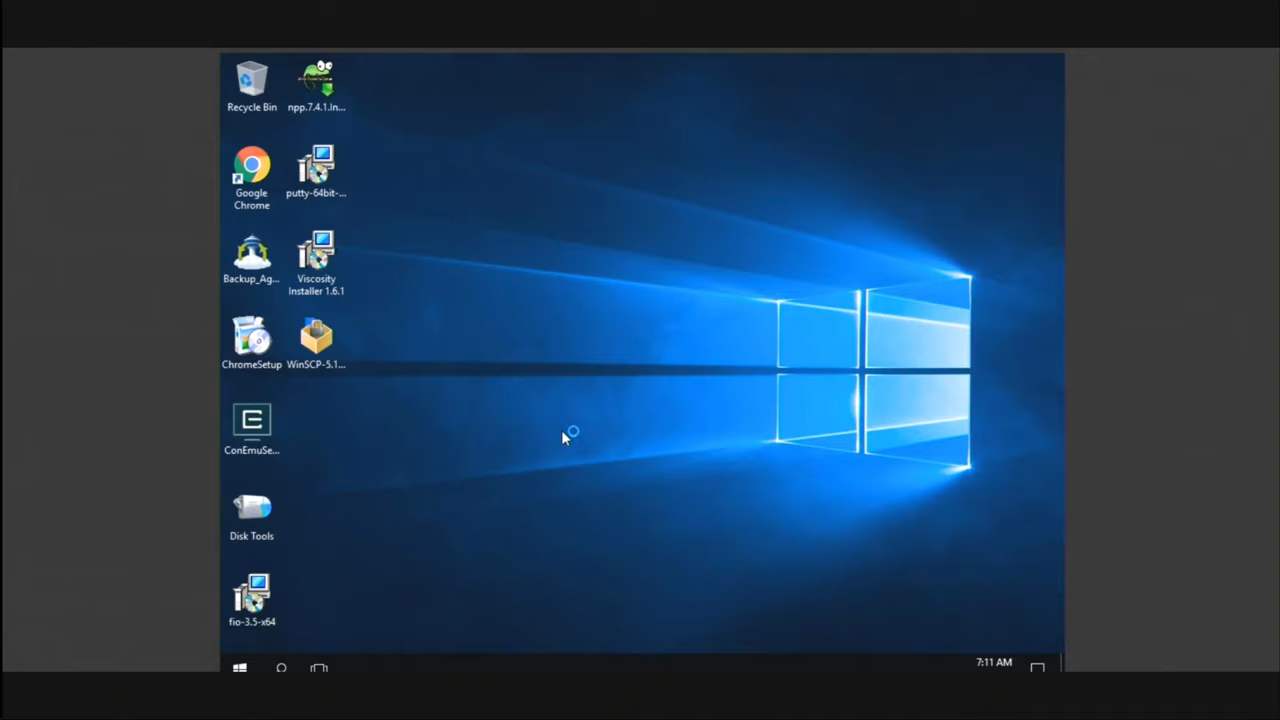 Recycle Bin
npp.7.4.1.In...
Google
Chrome
putty-64bit-...
Backup_Ag...
Viscosity
Installer 1.6.1
ChromeSetup
WinSCP-5.1...
ConEmuSe...
Disk Tools
fio-3.5-x64
7:11 AM